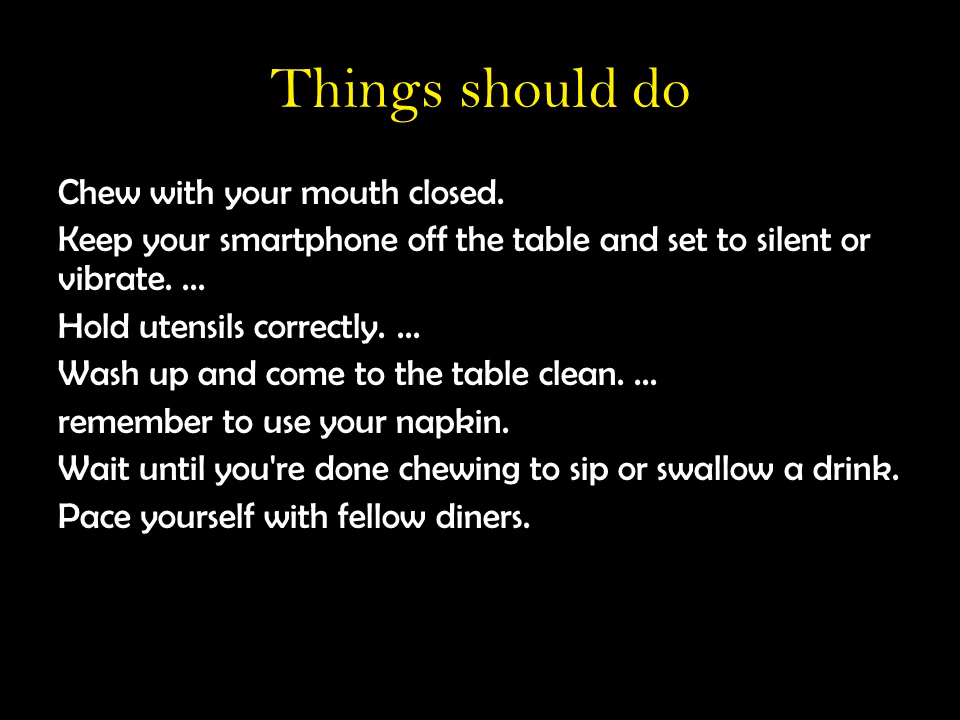 Things should do
Chew with your mouth closed.
Keep your smartphone off the table and set to silent or
vibrate. ...
Hold utensils correctly. ...
Wash up and come to the table clean. ...
remember to use your napkin.
Wait until you're done chewing to sip or swallow a drink.
Pace yourself with fellow diners.